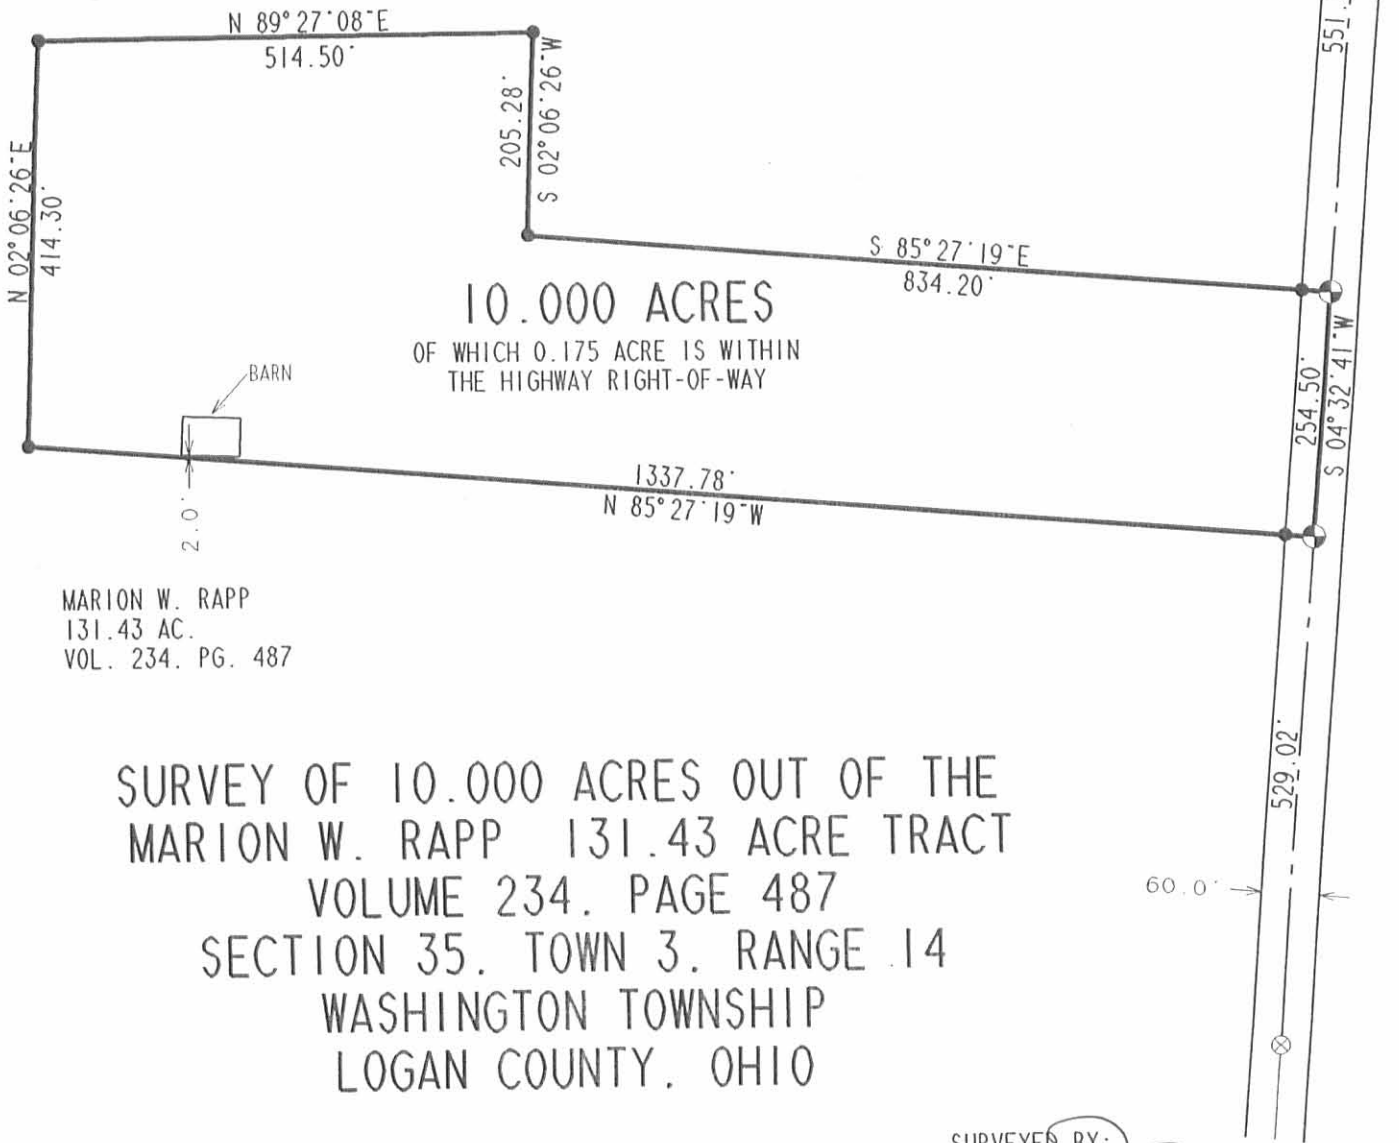 N 89°27'08"E
514.50'
551.
205.28'
S 02°06'26"W
N 02°06'26"E
414.30'
S 85°27'19"E
834.20'
10.000 ACRES
OF WHICH 0.175 ACRE IS WITHIN
THE HIGHWAY RIGHT-OF-WAY
BARN
254.50'
S 04°32'41"W
1337.78'
N 85°27'19"W
2.0'
MARION W. RAPP
131.43 AC.
VOL. 234. PG. 487
529.02'
SURVEY OF 10.000 ACRES OUT OF THE
MARION W. RAPP 131.43 ACRE TRACT
VOLUME 234. PAGE 487
60.0'
SECTION 35. TOWN 3. RANGE 14
WASHINGTON TOWNSHIP
LOGAN COUNTY. OHIO
SURVEYED BY: